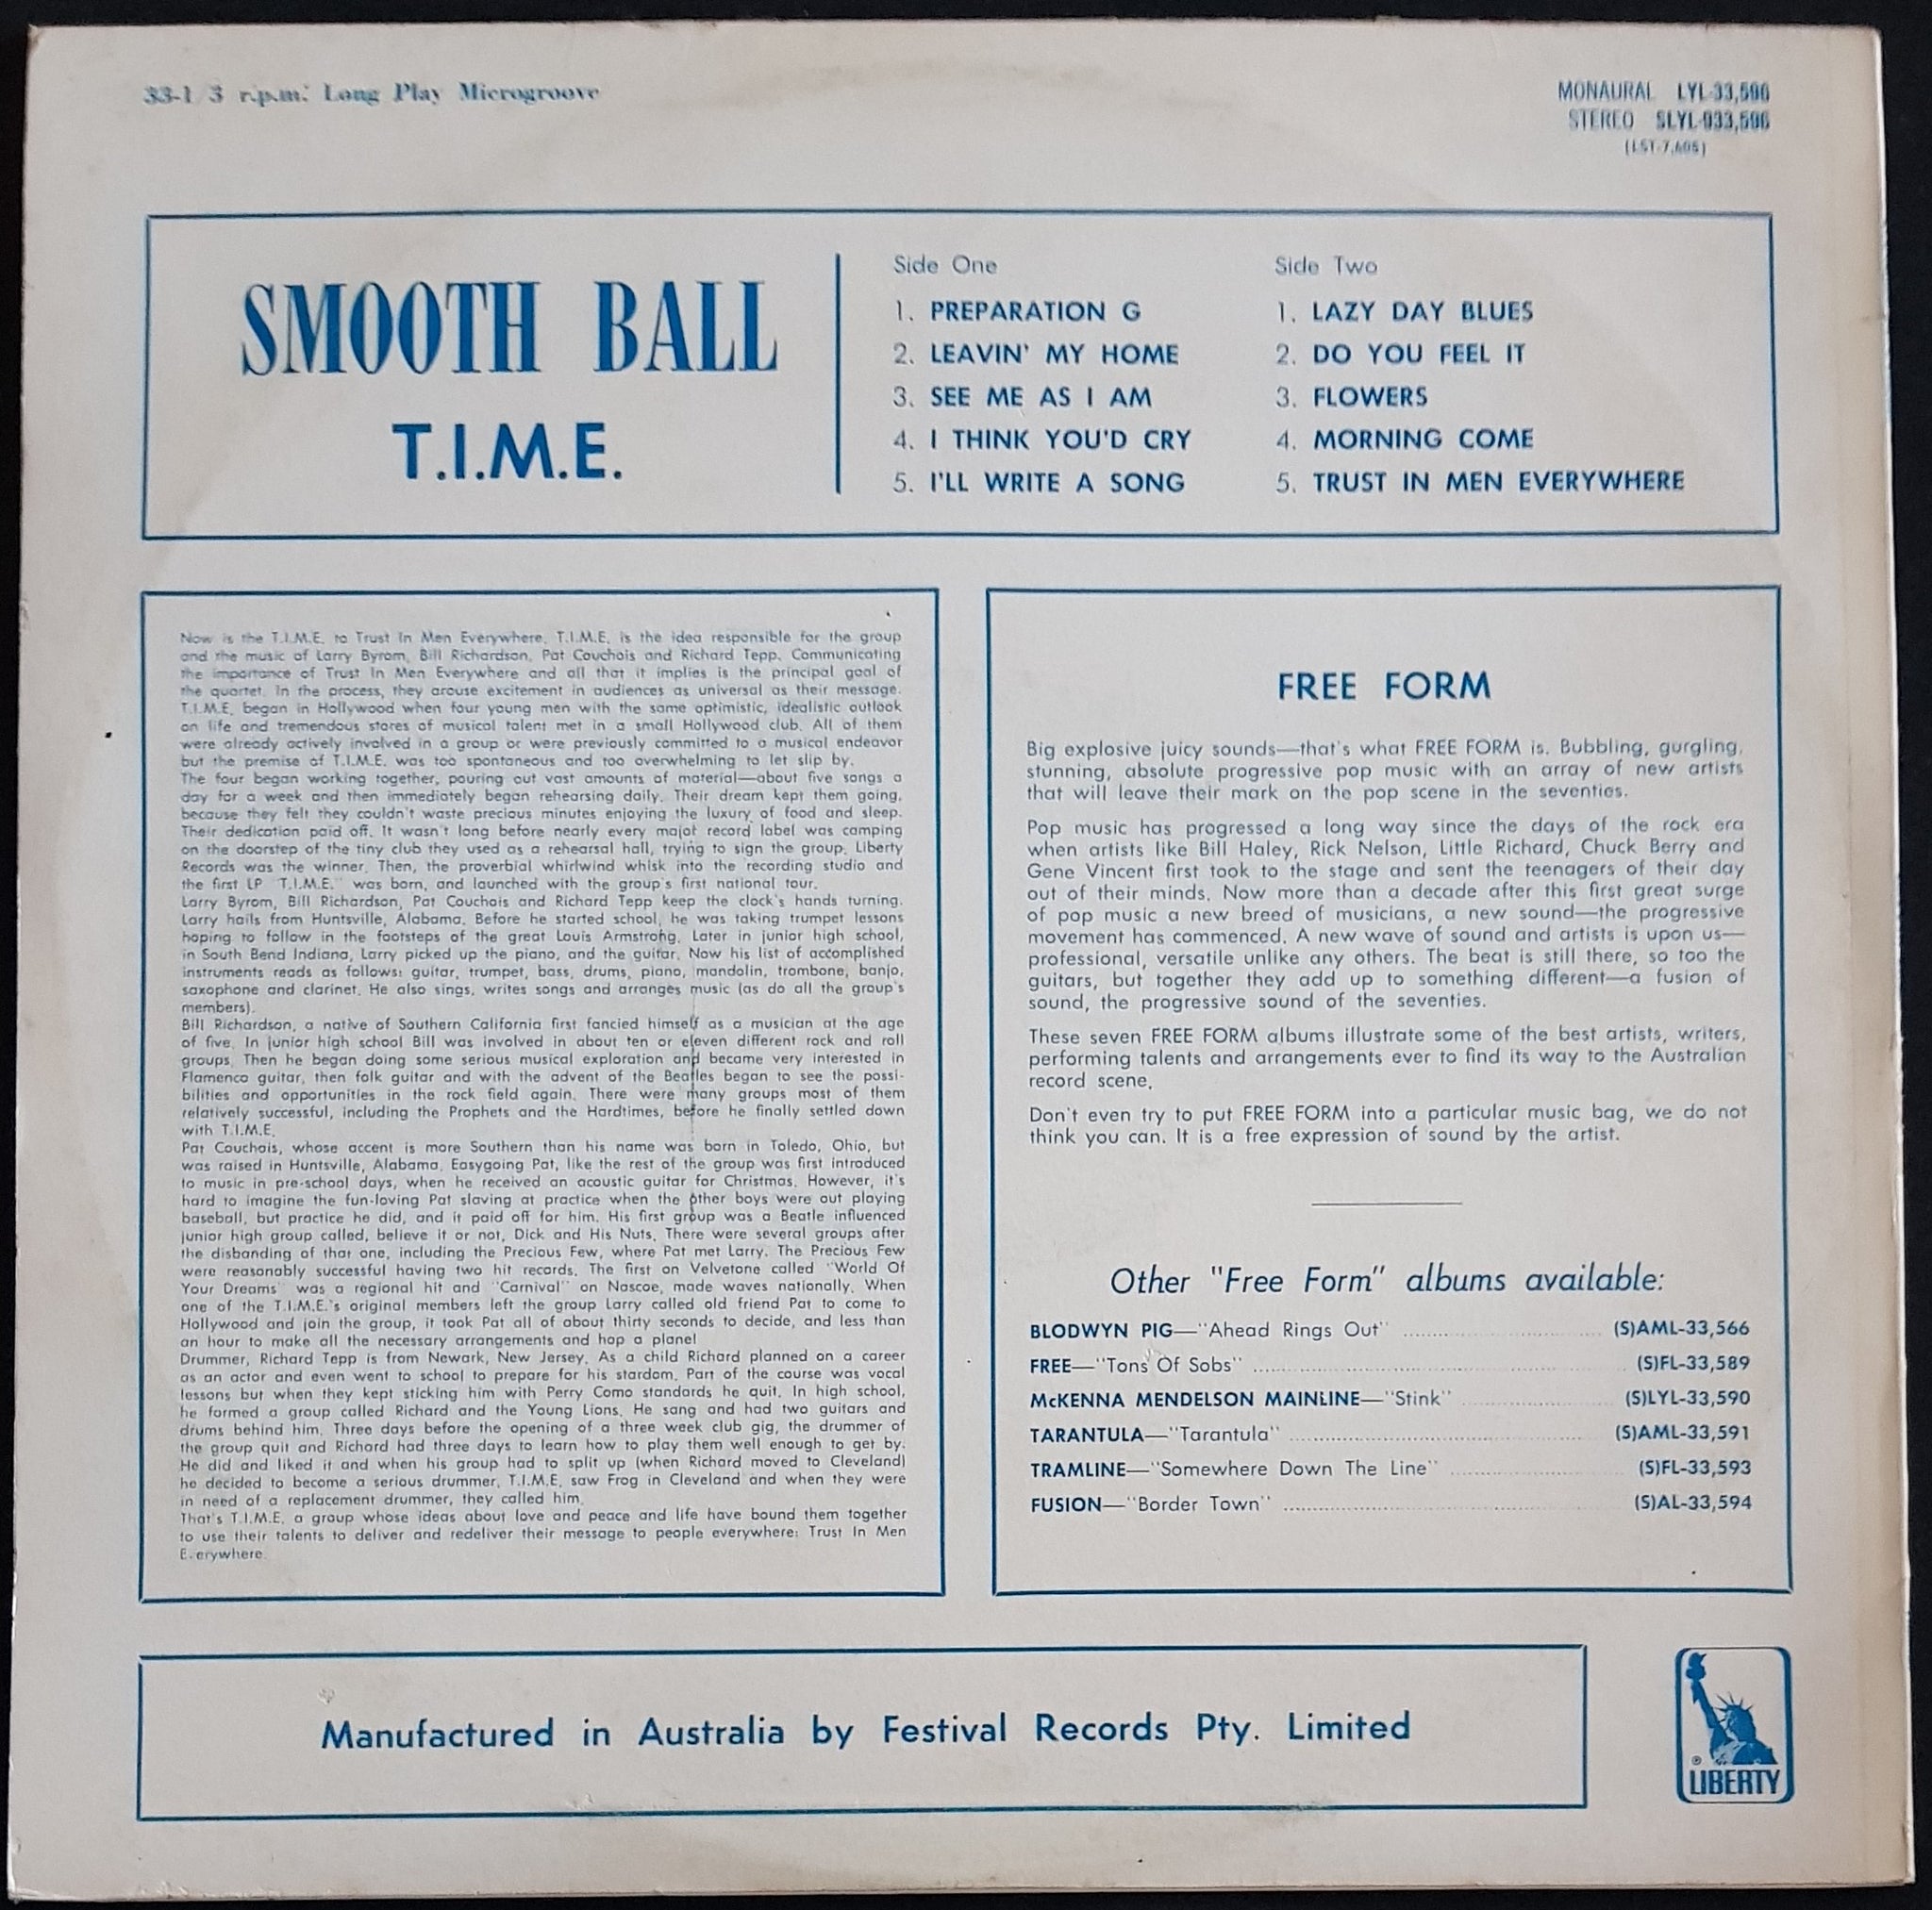 33-1 3 r.p.m. Long Play Microgroove
MONAURAL LYL-33,596
STEREO SLYL-933,596
(LST-7,605)
SMOOTH BALL
T.I.M.E.
Side One
1. PREPARATION G
2. LEAVIN' MY HOME
3. SEE ME AS I AM
4. I THINK YOU'D CRY
5. I'LL WRITE A SONG
Side Two
1. LAZY DAY BLUES
2. DO YOU FEEL IT
3. FLOWERS
4. MORNING COME
5. TRUST IN MEN EVERYWHERE
Now is the T.I.M.E. to Trust In Men Everywhere. T.I.M.E. is the idea responsible for the group
and the music of Larry Byrom, Bill Richardson, Pat Couchois and Richard Tepp. Communicating
the importance of Trust In Men Everywhere and all that it implies is the principal goal of
the quartet. In the process, they arouse excitement in audiences as universal as their message.
T.I.M.E. began in Hollywood when four young men with the same optimistic, idealistic outlook
on life and tremendous stores of musical talent met in a small Hollywood club. All of them
were already actively involved in a group or were previously committed to a musical endeavor
but the premise of T.I.M.E. was too spontaneous and too overwhelming to let slip by.
The four began working together, pouring out vast amounts of material—about five songs a
day for a week and then immediately began rehearsing daily. Their dream kept them going,
because they felt they couldn't waste precious minutes enjoying the luxury of food and sleep.
Their dedication paid off. It wasn't long before nearly every major record label was camping
on the doorstep of the tiny club they used as a rehearsal hall, trying to sign the group. Liberty
Records was the winner. Then, the proverbial whirlwind whisk into the recording studio and
the first LP "T.I.M.E." was born, and launched with the group's first national tour.
Larry Byrom, Bill Richardson, Pat Couchois and Richard Tepp keep the clock's hands turning.
Larry hails from Huntsville, Alabama. Before he started school, he was taking trumpet lessons
hoping to follow in the footsteps of the great Louis Armstrong. Later in junior high school,
in South Bend Indiana, Larry picked up the piano, and the guitar. Now his list of accomplished
instruments reads as follows: guitar, trumpet, bass, drums, piano, mandolin, trombone, banjo,
saxophone and clarinet. He also sings, writes songs and arranges music (as do all the group's
members).
Bill Richardson, a native of Southern California first fancied himself as a musician at the age
of five. In junior high school Bill was involved in about ten or eleven different rock and roll
groups. Then he began doing some serious musical exploration and became very interested in
Flamenco guitar, then folk guitar and with the advent of the Beatles began to see the possi-
bilities and opportunities in the rock field again. There were many groups most of them
relatively successful, including the Prophets and the Hardtimes, before he finally settled down
with T.I.M.E.
Pat Couchois, whose accent is more Southern than his name was born in Toledo, Ohio, but
was raised in Huntsville, Alabama. Easygoing Pat, like the rest of the group was first introduced
to music in pre-school days, when he received an acoustic guitar for Christmas. However, it's
hard to imagine the fun-loving Pat slaving at practice when the other boys were out playing
baseball, but practice he did, and it paid off for him. His first group was a Beatle influenced
junior high group called, believe it or not, Dick and His Nuts. There were several groups after
the disbanding of that one, including the Precious Few, where Pat met Larry. The Precious Few
were reasonably successful having two hit records. The first on Velvetone called "World Of
Your Dreams" was a regional hit and "Carnival" on Nascoe, made waves nationally. When
one of the T.I.M.E.'s original members left the group Larry called old friend Pat to come to
Hollywood and join the group, it took Pat all of about thirty seconds to decide, and less than
an hour to make all the necessary arrangements and hop a plane!
Drummer, Richard Tepp is from Newark, New Jersey. As a child Richard planned on a career
as an actor and even went to school to prepare for his stardom. Part of the course was vocal
lessons but when they kept sticking him with Perry Como standards he quit. In high school,
he formed a group called Richard and the Young Lions. He sang and had two guitars and
drums behind him. Three days before the opening of a three week club gig, the drummer of
the group quit and Richard had three days to learn how to play them well enough to get by.
He did and liked it and when his group had to split up (when Richard moved to Cleveland)
he decided to become a serious drummer. T.I.M.E. saw Frog in Cleveland and when they were
in need of a replacement drummer, they called him.
That's T.I.M.E. a group whose ideas about love and peace and life have bound them together
to use their talents to deliver and redeliver their message to people everywhere: Trust In Men
E.erywhere.
FREE FORM
Big explosive juicy sounds—that's what FREE FORM is. Bubbling, gurgling,
stunning, absolute progressive pop music with an array of new artists
that will leave their mark on the pop scene in the seventies.
Pop music has progressed a long way since the days of the rock era
when artists like Bill Haley, Rick Nelson, Little Richard, Chuck Berry and
Gene Vincent first took to the stage and sent the teenagers of their day
out of their minds. Now more than a decade after this first great surge
of pop music a new breed of musicians, a new sound—the progressive
movement has commenced. A new wave of sound and artists is upon us—
professional, versatile unlike any others. The beat is still there, so too the
guitars, but together they add up to something different—a fusion of
sound, the progressive sound of the seventies.
These seven FREE FORM albums illustrate some of the best artists, writers,
performing talents and arrangements ever to find its way to the Australian
record scene.
Don't even try to put FREE FORM into a particular music bag, we do not
think you can. It is a free expression of sound by the artist.
Other "Free Form" albums available:
BLODWYN PIG—"Ahead Rings Out" (S)AML-33,566
FREE—"Tons Of Sobs" (S)FL-33,589
McKENNA MENDELSON MAINLINE—"Stink" (S)LYL-33,590
TARANTULA—"Tarantula" (S)AML-33,591
TRAMLINE—"Somewhere Down The Line" (S)FL-33,593
FUSION—"Border Town" (S)AL-33,594
Manufactured in Australia by Festival Records Pty. Limited
®
LIBERTY